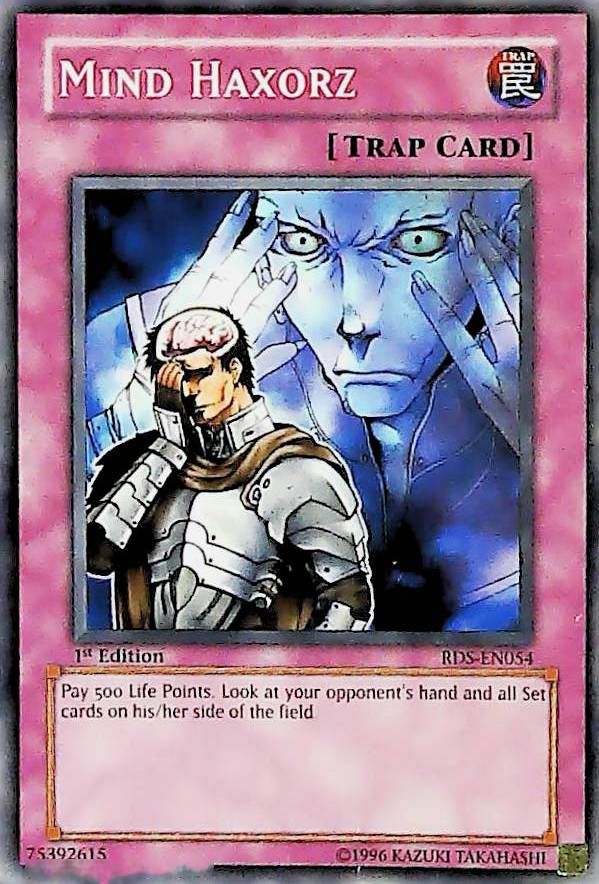 MIND HAXORZ
TRAP
罠
[TRAP CARD]
1st Edition
RDS-EN054
Pay 500 Life Points. Look at your opponent's hand and all Set
cards on his/her side of the field
75392615
©1996 KAZUKI TAKAHASHI